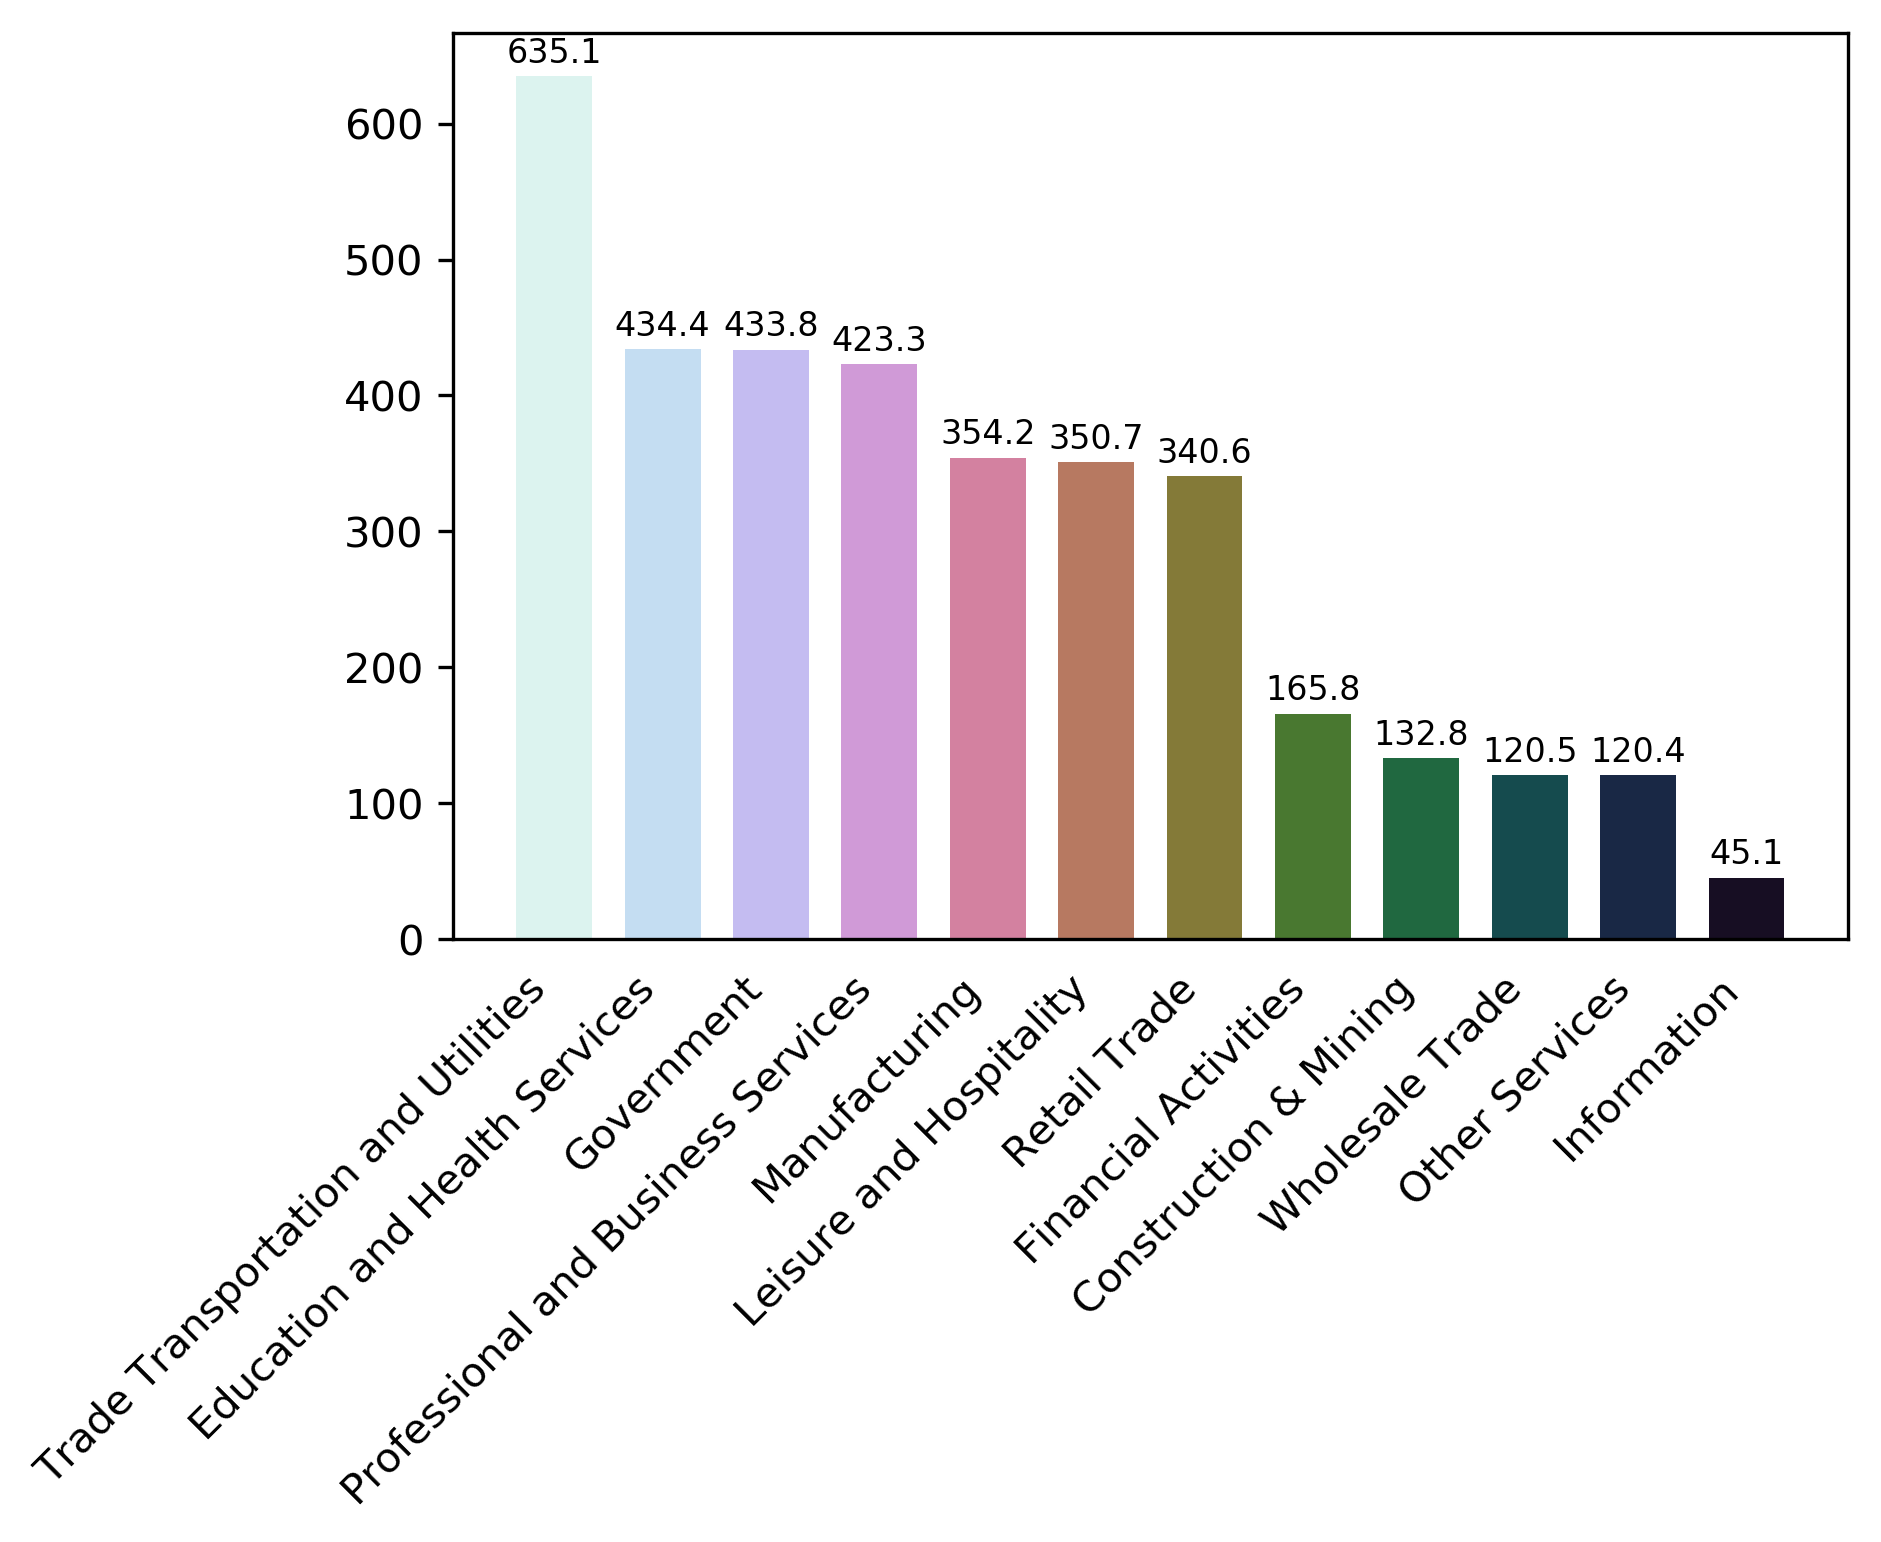 635.1
434.4
433.8
423.3
354.2
350.7
340.6
165.8
132.8
120.5
120.4
45.1
600
500
400
300
200
100
0
Trade Transportation and Utilities
Education and Health Services
Government
Professional and Business Services
Manufacturing
Leisure and Hospitality
Retail Trade
Financial Activities
Construction & Mining
Wholesale Trade
Other Services
Information